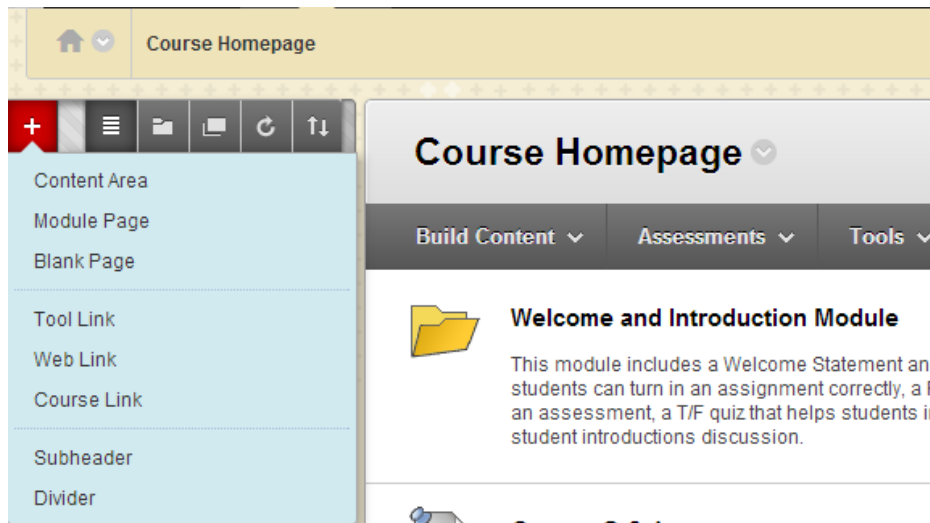 Course Homepage
Content Area
Module Page
Blank Page
Tool Link
Web Link
Course Link
Subheader
Divider
Course Homepage
Build Content
Assessments
Tools
Welcome and Introduction Module
This module includes a Welcome Statement an
students can turn in an assignment correctly, a
an assessment, a T/F quiz that helps students i
student introductions discussion.